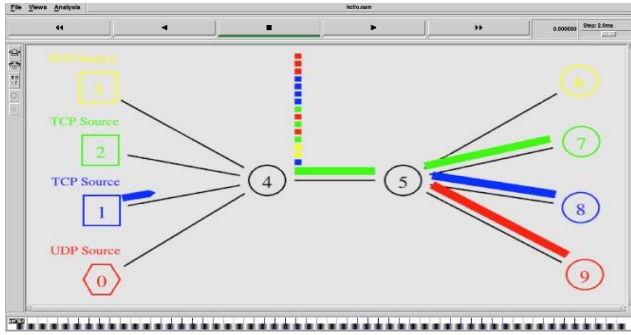 File Views Analysis
hello.nam
0.000000
Step: 2.0ms
TCP Source
3
TCP Source
2
TCP Source
1
UDP Source
0
4
5
6
7
8
9